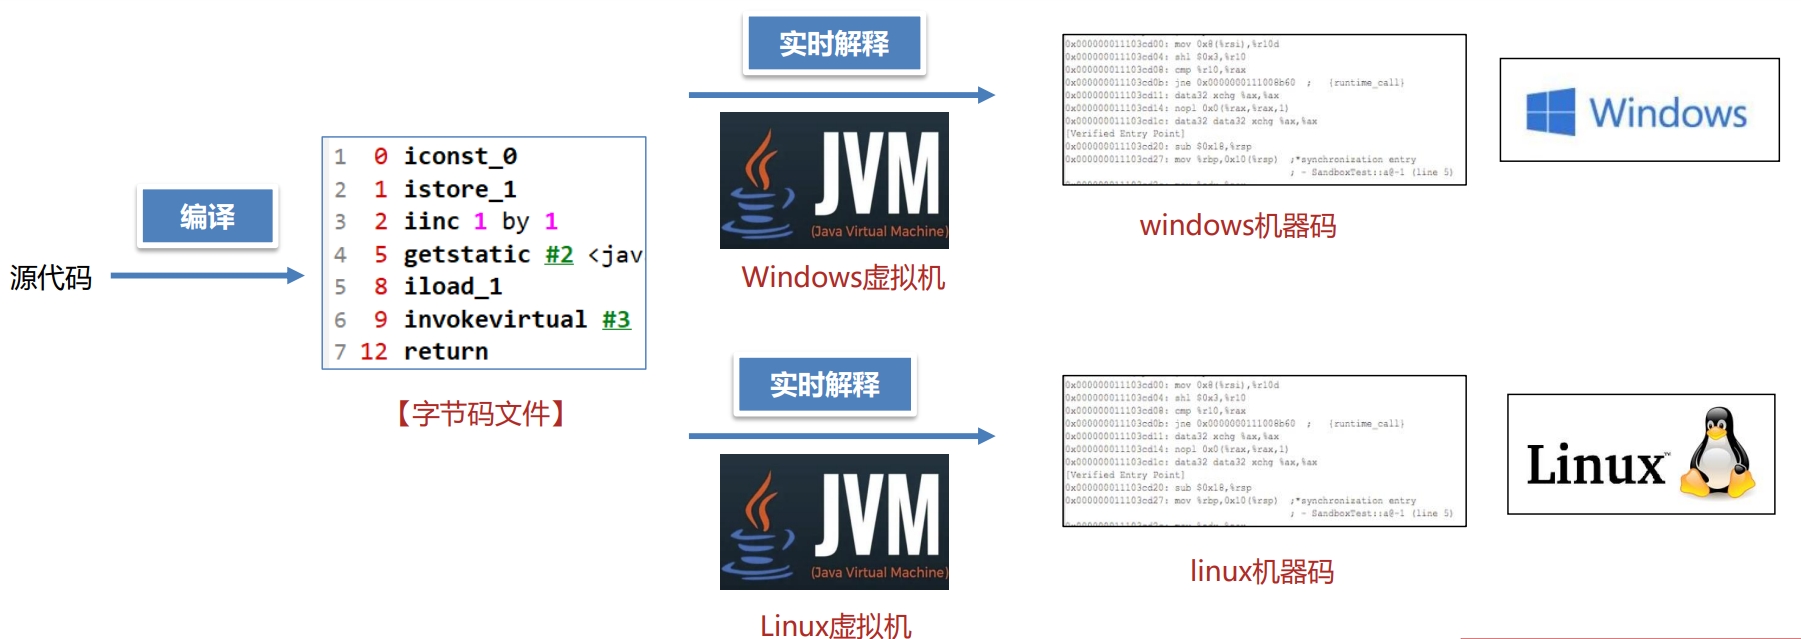 源代码
编译
1 0 iconst_0
2 1 istore_1
3 2 iinc 1 by 1
4 5 getstatic #2 <jav
5 8 iload_1
6 9 invokevirtual #3
7 12 return
【字节码文件】
实时解释
JVM
(Java Virtual Machine)
Windows虚拟机
0x000000011103cd00: mov 0x8(%rsi),%r10d
0x000000011103cd04: shl $0x3,%r10
0x000000011103cd08: cmp %r10,%rax
0x000000011103cd0b: jne 0x0000000111008b60 ; {runtime_call}
0x000000011103cd11: data32 xchg %ax,%ax
0x000000011103cd14: nopl 0x0(%rax,%rax,1)
0x000000011103cd1c: data32 data32 xchg %ax,%ax
[Verified Entry Point]
0x000000011103cd20: sub $0x18,%rsp
0x000000011103cd27: mov %rbp,0x10(%rsp) ;*synchronization entry
; - SandboxTest::a@-1 (line 5)
windows机器码
Windows
实时解释
JVM
(Java Virtual Machine)
Linux虚拟机
0x000000011103cd00: mov 0x8(%rsi),%r10d
0x000000011103cd04: shl $0x3,%r10
0x000000011103cd08: cmp %r10,%rax
0x000000011103cd0b: jne 0x0000000111008b60 ; {runtime_call}
0x000000011103cd11: data32 xchg %ax,%ax
0x000000011103cd14: nopl 0x0(%rax,%rax,1)
0x000000011103cd1c: data32 data32 xchg %ax,%ax
[Verified Entry Point]
0x000000011103cd20: sub $0x18,%rsp
0x000000011103cd27: mov %rbp,0x10(%rsp) ;*synchronization entry
; - SandboxTest::a@-1 (line 5)
linux机器码
Linux™